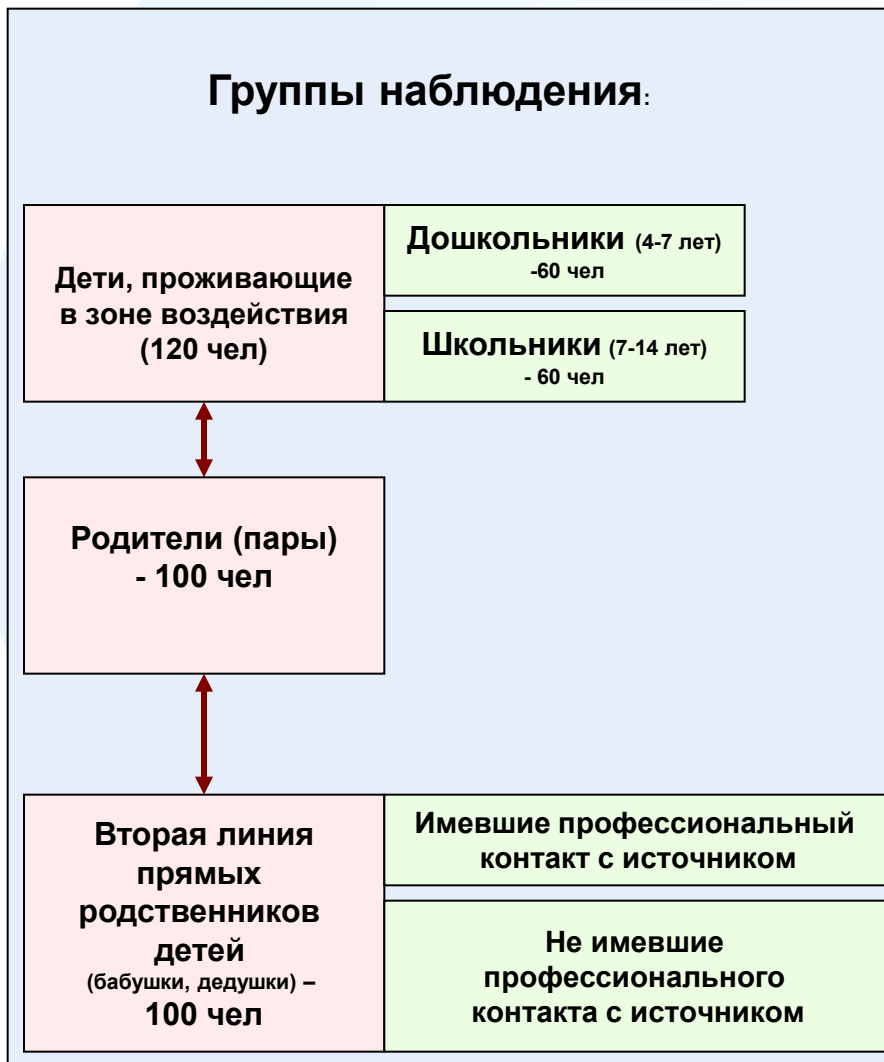 Группы наблюдения:
Дети, проживающие
в зоне воздействия
(120 чел)
Дошкольники (4-7 лет)
-60 чел
Школьники (7-14 лет)
- 60 чел
Родители (пары)
- 100 чел
Вторая линия
прямых
родственников
детей
(бабушки, дедушки) –
100 чел
Имевшие профессиональный
контакт с источником
Не имевшие
профессионального
контакта с источником